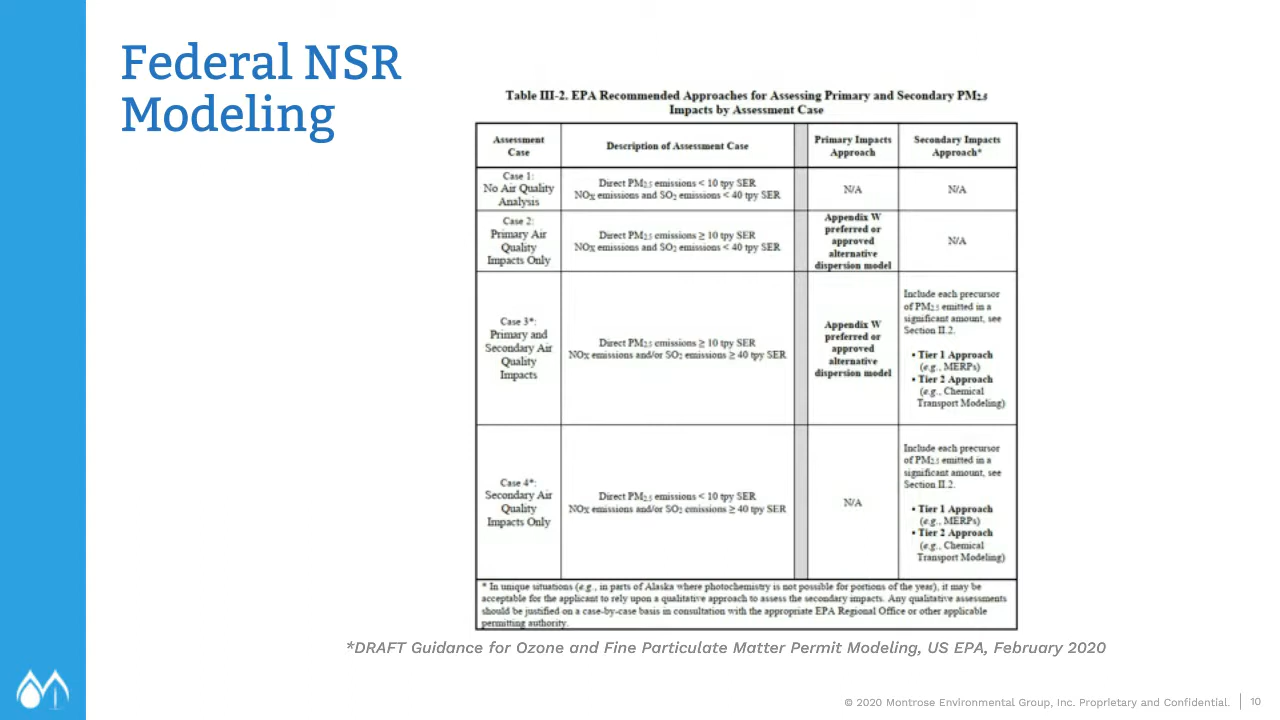 Federal NSR
Modeling
Table III-2. EPA Recommended Approaches for Assessing Primary and Secondary PM2.5
Impacts by Assessment Case
Assessment
Case
Description of Assessment Case
Primary Impacts
Approach
Secondary Impacts
Approach*
Case 1:
No Air Quality
Analysis
Direct PM2.5 emissions < 10 tpy SER
NOX emissions and SO2 emissions < 40 tpy SER
N/A
N/A
Case 2:
Primary Air
Quality
Impacts Only
Direct PM2.5 emissions ≥ 10 tpy SER
NOX emissions and SO2 emissions < 40 tpy SER
Appendix W
preferred or
approved
alternative
dispersion model
N/A
Case 3*:
Primary and
Secondary Air
Quality
Impacts
Direct PM2.5 emissions ≥ 10 tpy SER
NOX emissions and/or SO2 emissions ≥ 40 tpy SER
Appendix W
preferred or
approved
alternative
dispersion model
Include each precursor
of PM2.5 emitted in a
significant amount, see
Section II.2.
• Tier 1 Approach
(e.g., MERPs)
• Tier 2 Approach
(e.g., Chemical
Transport Modeling)
Case 4*:
Secondary Air
Quality
Impacts Only
Direct PM2.5 emissions < 10 tpy SER
NOX emissions and/or SO2 emissions ≥ 40 tpy SER
N/A
Include each precursor
of PM2.5 emitted in a
significant amount, see
Section II.2.
• Tier 1 Approach
(e.g., MERPs)
• Tier 2 Approach
(e.g., Chemical
Transport Modeling)
* In unique situations (e.g., in parts of Alaska where photochemistry is not possible for portions of the year), it may be
acceptable for the applicant to rely upon a qualitative approach to assess the secondary impacts. Any qualitative assessments
should be justified on a case-by-case basis in consultation with the appropriate EPA Regional Office or other applicable
permitting authority.
*DRAFT Guidance for Ozone and Fine Particulate Matter Permit Modeling, US EPA, February 2020
© 2020 Montrose Environmental Group, Inc. Proprietary and Confidential.
10